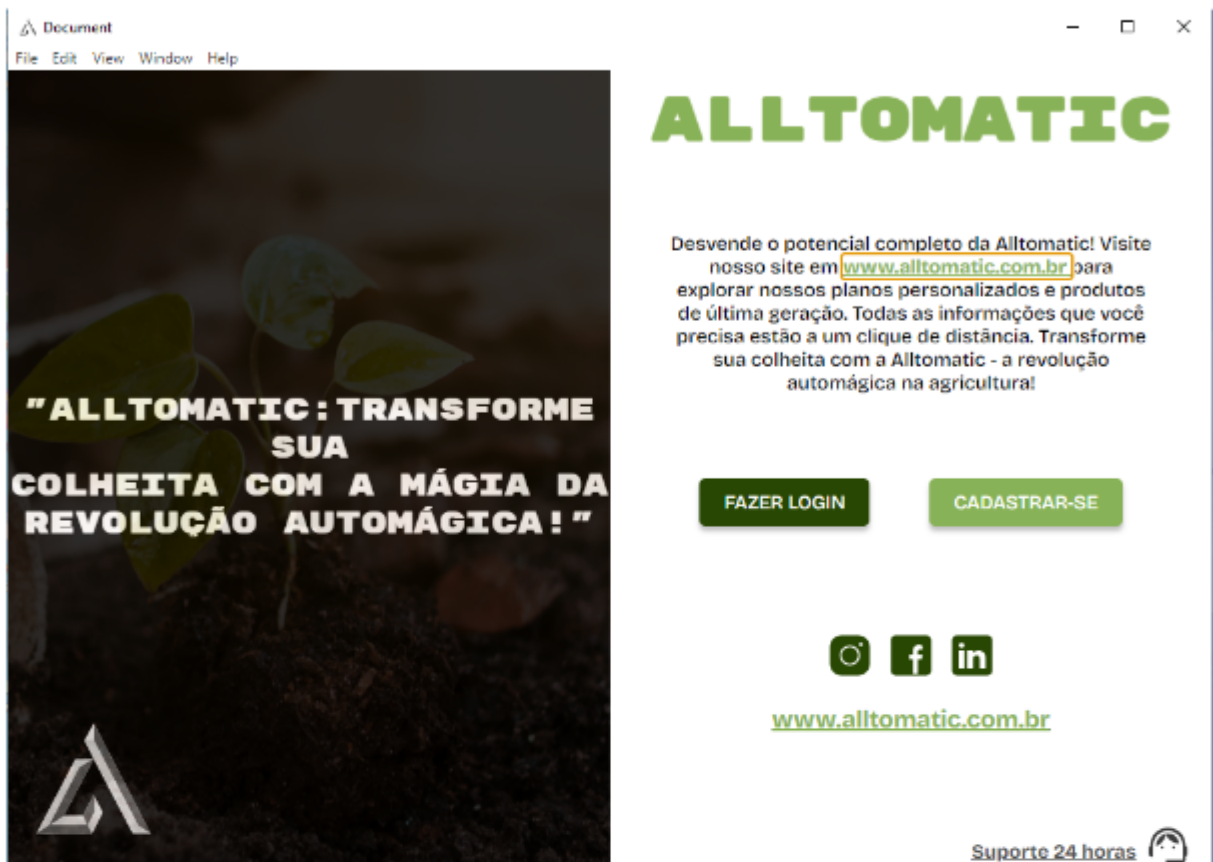 Document
File Edit View Window Help
"ALLTOMATIC:TRANSFORME
SUA
COLHEITA COM A MÁGIA DA
REVOLUÇÃO AUTOMÁGICA!"
ALLTOMATIC
Desvende o potencial completo da Alltomatic! Visite
nosso site em www.alltomatic.com.br para
explorar nossos planos personalizados e produtos
de última geração. Todas as informações que você
precisa estão a um clique de distância. Transforme
sua colheita com a Alltomatic - a revolução
automágica na agricultura!
FAZER LOGIN
CADASTRAR-SE
www.alltomatic.com.br
Suporte 24 horas